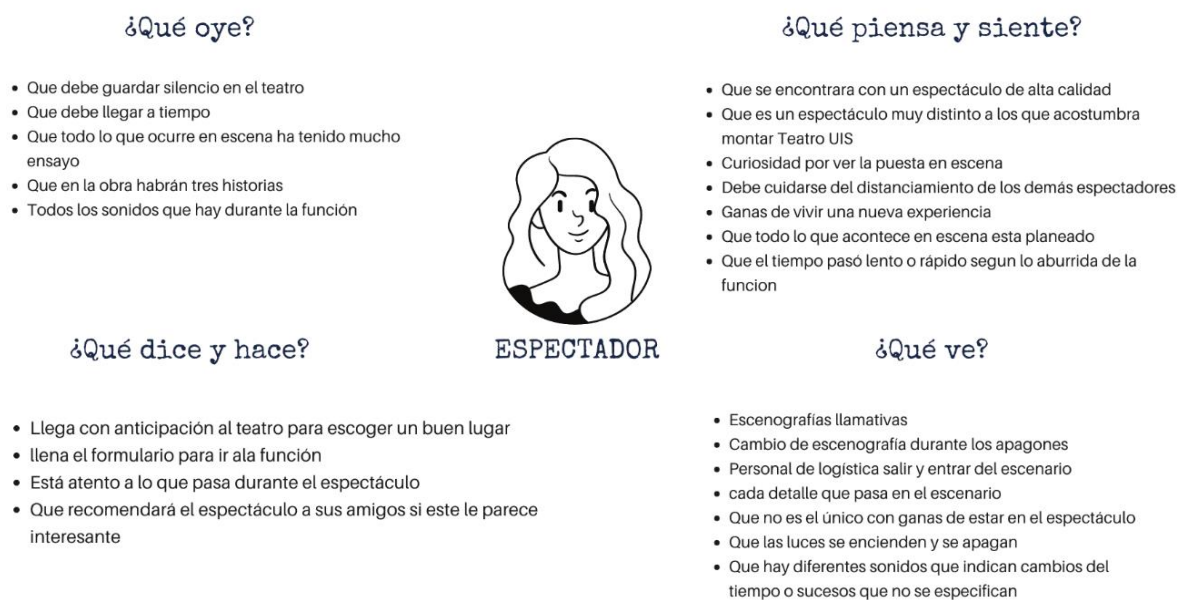 ¿Qué oye?
• Que debe guardar silencio en el teatro
• Que debe llegar a tiempo
• Que todo lo que ocurre en escena ha tenido mucho
ensayo
• Que en la obra habrán tres historias
• Todos los sonidos que hay durante la función
¿Qué piensa y siente?
• Que se encontrara con un espectáculo de alta calidad
• Que es un espectáculo muy distinto a los que acostumbra
montar Teatro UIS
• Curiosidad por ver la puesta en escena
• Debe cuidarse del distanciamiento de los demás espectadores
• Ganas de vivir una nueva experiencia
• Que todo lo que acontece en escena esta planeado
• Que el tiempo pasó lento o rápido segun lo aburrida de la
funcion
ESPECTADOR
¿Qué dice y hace?
• Llega con anticipación al teatro para escoger un buen lugar
• llena el formulario para ir ala función
• Está atento a lo que pasa durante el espectáculo
• Que recomendará el espectáculo a sus amigos si este le parece
interesante
¿Qué ve?
• Escenografías llamativas
• Cambio de escenografía durante los apagones
• Personal de logística salir y entrar del escenario
• cada detalle que pasa en el escenario
• Que no es el único con ganas de estar en el espectáculo
• Que las luces se encienden y se apagan
• Que hay diferentes sonidos que indican cambios del
tiempo o sucesos que no se especifican